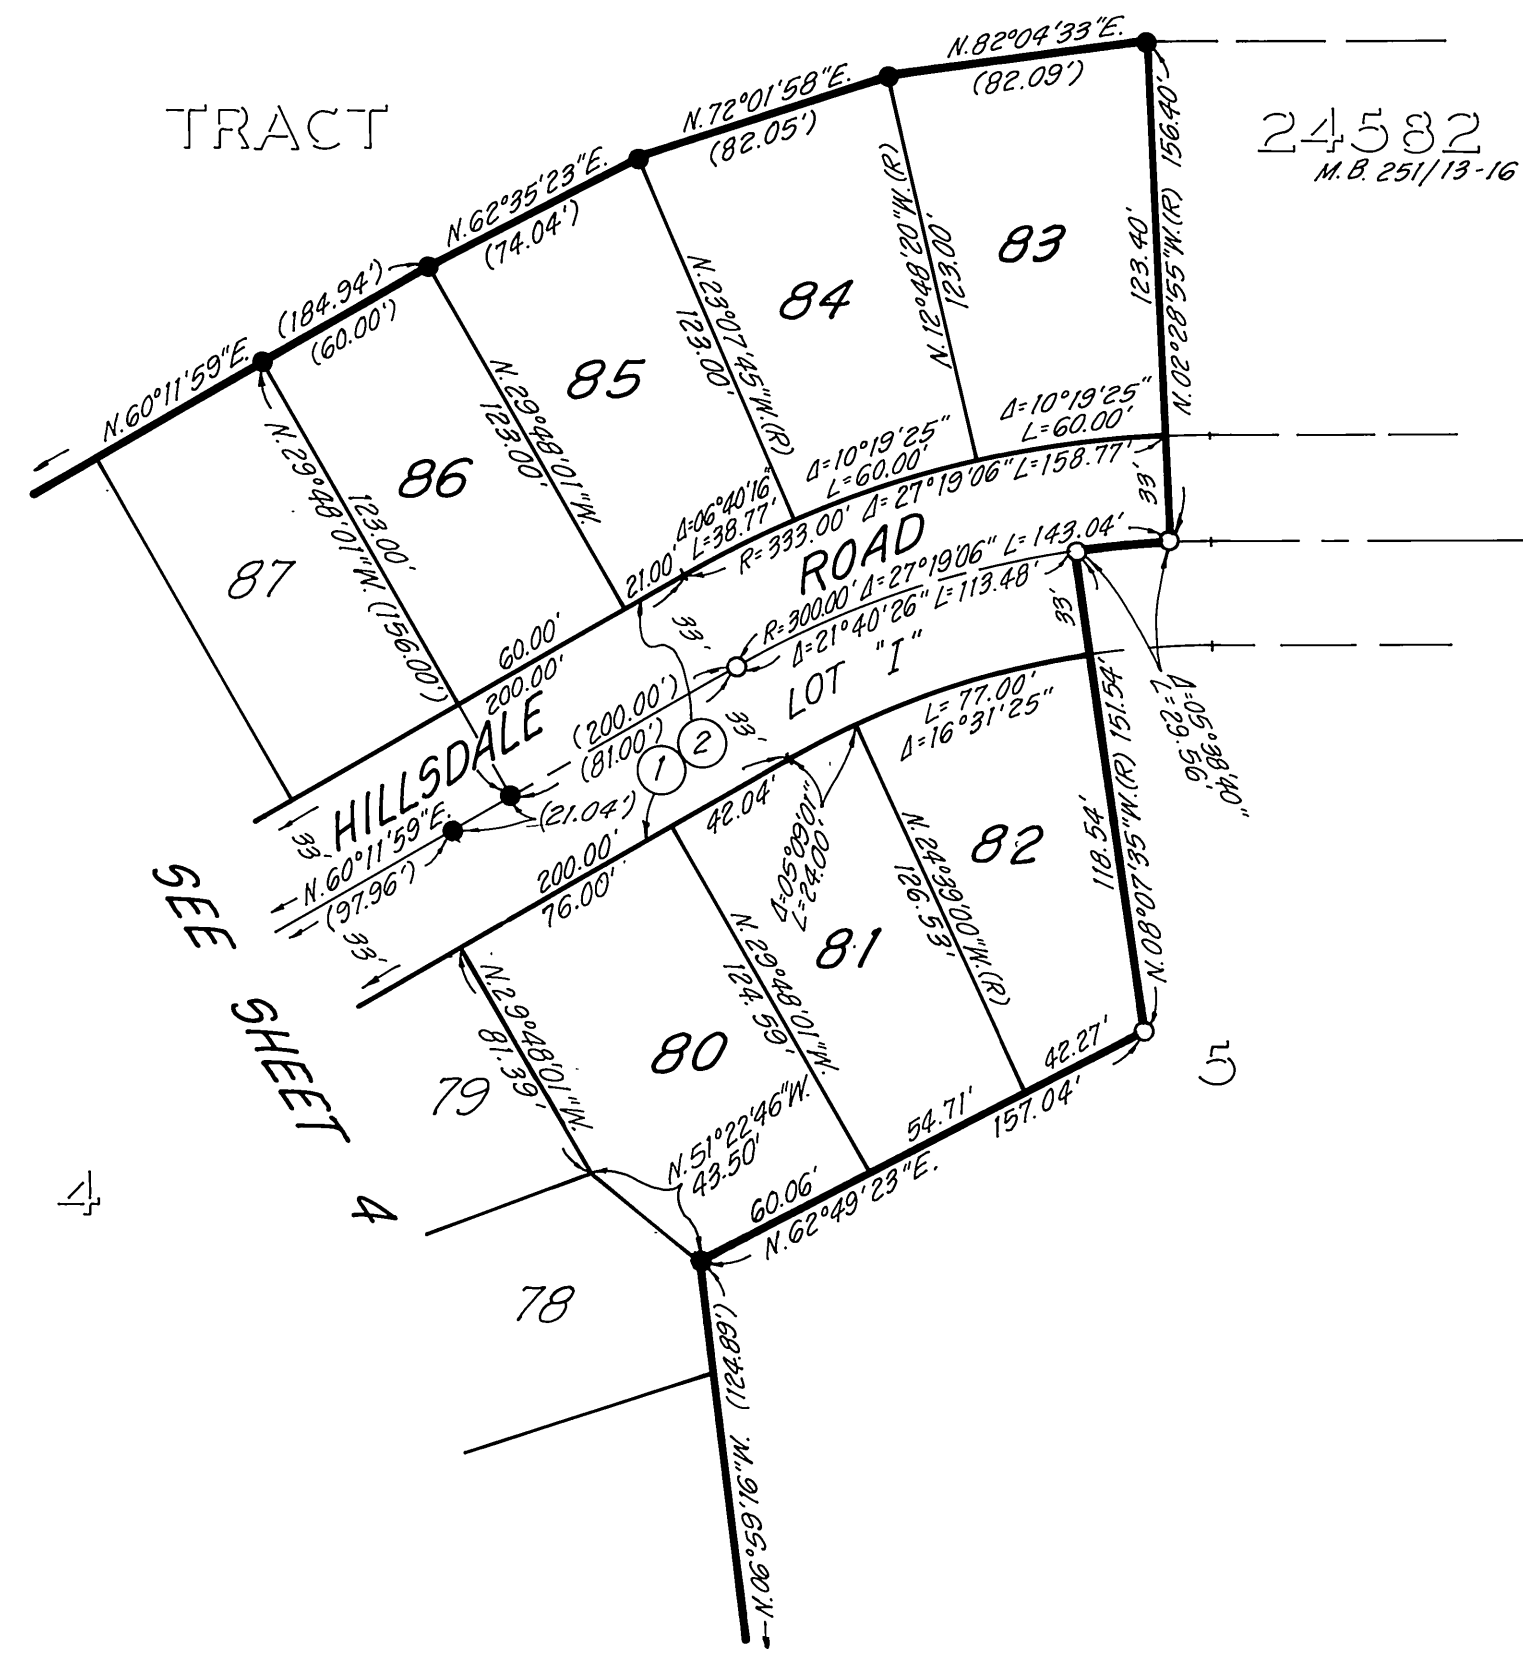 TRACT
24582
M.B. 251/13-16
N.82°04'33"E.
(82.09')
N.72°01'58"E.
(82.05')
N.62°35'23"E.
(74.04')
(184.94')
(60.00')
N.60°11'59"E.
156.40'
N.02°28'55"W.(R)
123.40'
83
N.12°48'20"W.(R)
123.00'
84
N.23°07'45"W.(R)
123.00'
85
N.29°48'01"W.
123.00'
86
N.29°48'01"W. (156.00')
123.00'
87
Δ=10°19'25"
L=60.00'
Δ=10°19'25"
L=60.00'
Δ=06°40'16"
L=38.77'
21.00'
R=333.00' Δ=27°19'06" L=158.77'
33'
ROAD
R=300.00' Δ=27°19'06" L=143.04'
Δ=21°40'26" L=113.48'
33'
33'
LOT "I"
60.00'
200.00'
HILLSDALE
(200.00')
(81.00')
1
2
33'
L=77.00'
Δ=16°31'25"
Δ=05°38'40"
L=29.56'
151.54'
N.08°07'35"W.(R)
118.54'
33'
N.60°11'59"E.
(97.96')
(21.04')
33'
200.00'
76.00'
42.04'
Δ=05°09'01"
L=24.00'
82
N.24°39'00"W.(R)
126.53'
81
N.29°48'01"W.
124.59'
80
N.29°48'01"W.
81.39'
79
SEE SHEET 4
4
5
N.51°22'46"W.
43.50'
42.27'
54.71'
157.04'
60.06'
N.62°49'23"E.
78
(124.89')
N.06°59'16"W.